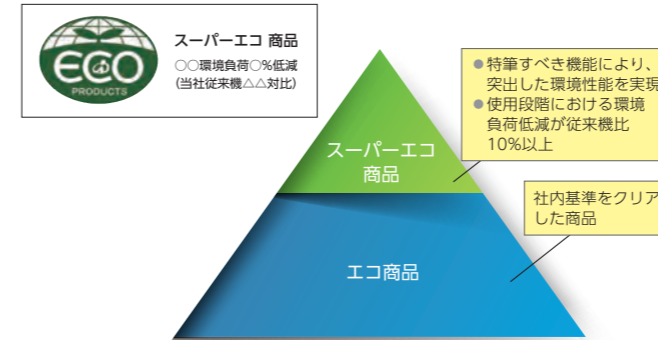 ECO
PRODUCTS
スーパーエコ 商品
○○環境負荷○%低減
(当社従来機△△対比)
●特筆すべき機能により、
突出した環境性能を実現
●使用段階における環境
負荷低減が従来機比
10%以上
スーパーエコ
商品
社内基準をクリア
した商品
エコ商品